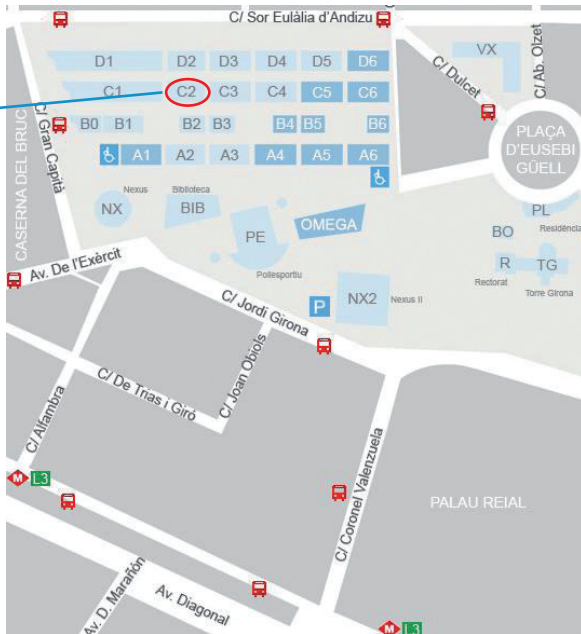 C/ Sor Eulàlia d'Andizu
D1 D2 D3 D4 D5 D6
VX
C/ Dulcet
C/ Ab. Olzet
C1 C2 C3 C4 C5 C6
C/ Gran Capità
B0 B1 B2 B3 B4 B5 B6
PLAÇA
D'EUSEBI
GÜELL
CASERNA DEL BRUC
A1 A2 A3 A4 A5 A6
Nexus
Biblioteca
NX
BIB
PE
OMEGA
PL
BO
Residència
Poliesportiu
R
TG
Rectorat
Torre Girona
Av. De l'Exèrcit
P
NX2
Nexus II
C/ Jordi Girona
C/ Joan Obiols
C/ De Trias i Giró
C/ Alfambra
C/ Coronel Valenzuela
M L3
PALAU REIAL
Av. D. Marañón
Av. Diagonal
M L3